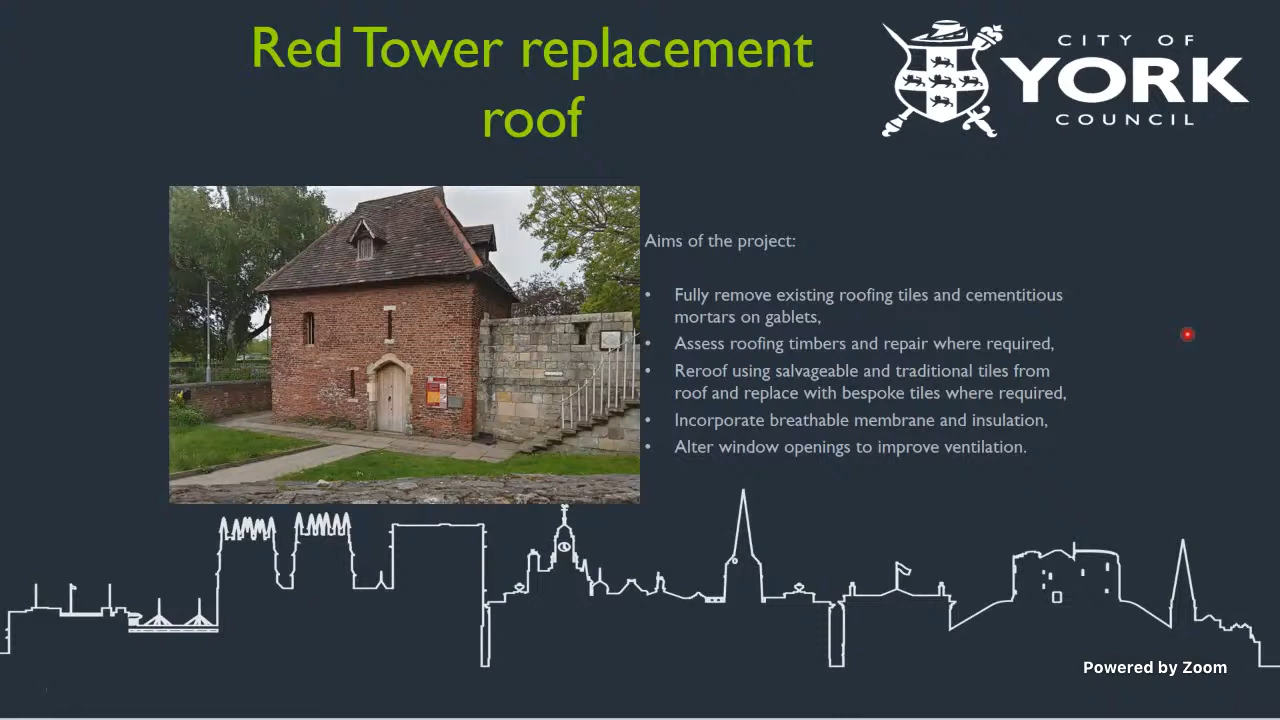 Red Tower replacement
roof
CITY OF
YORK
COUNCIL
Aims of the project:
• Fully remove existing roofing tiles and cementitious
mortars on gablets,
• Assess roofing timbers and repair where required,
• Reroof using salvageable and traditional tiles from
roof and replace with bespoke tiles where required,
• Incorporate breathable membrane and insulation,
• Alter window openings to improve ventilation.
Powered by Zoom